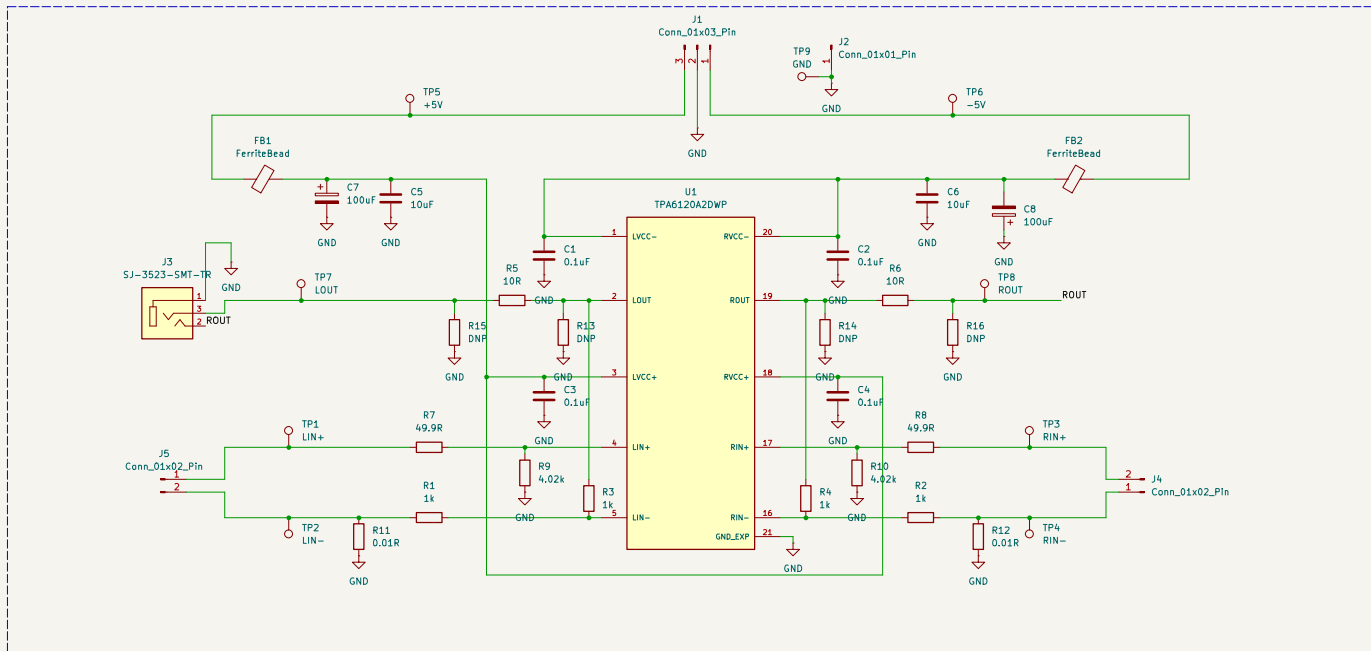 J1
Conn_01x03_Pin
3
2
1
J2
Conn_01x01_Pin
1
TP9
GND
GND
TP5
+5V
TP6
−5V
GND
FB1
FerriteBead
FB2
FerriteBead
C7
100uF
GND
C5
10uF
GND
U1
TPA6120A2DWP
C6
10uF
GND
C8
100uF
GND
1
LVCC-
RVCC-
20
C1
0.1uF
GND
C2
0.1uF
GND
J3
SJ-3523-SMT-TR
GND
1
3
2
ROUT
TP7
LOUT
R5
10R
2
LOUT
ROUT
19
R6
10R
TP8
ROUT
ROUT
R15
DNP
GND
R13
DNP
GND
R14
DNP
GND
R16
DNP
GND
3
LVCC+
RVCC+
18
C3
0.1uF
GND
C4
0.1uF
GND
TP1
LIN+
R7
49.9R
4
LIN+
RIN+
17
R8
49.9R
TP3
RIN+
J5
Conn_01x02_Pin
1
2
R9
4.02k
GND
R10
4.02k
GND
2
1
J4
Conn_01x02_Pin
R1
1k
R3
1k
R4
1k
R2
1k
5
LIN-
RIN-
16
TP2
LIN−
R11
0.01R
GND
R12
0.01R
GND
TP4
RIN−
GND_EXP
21
GND